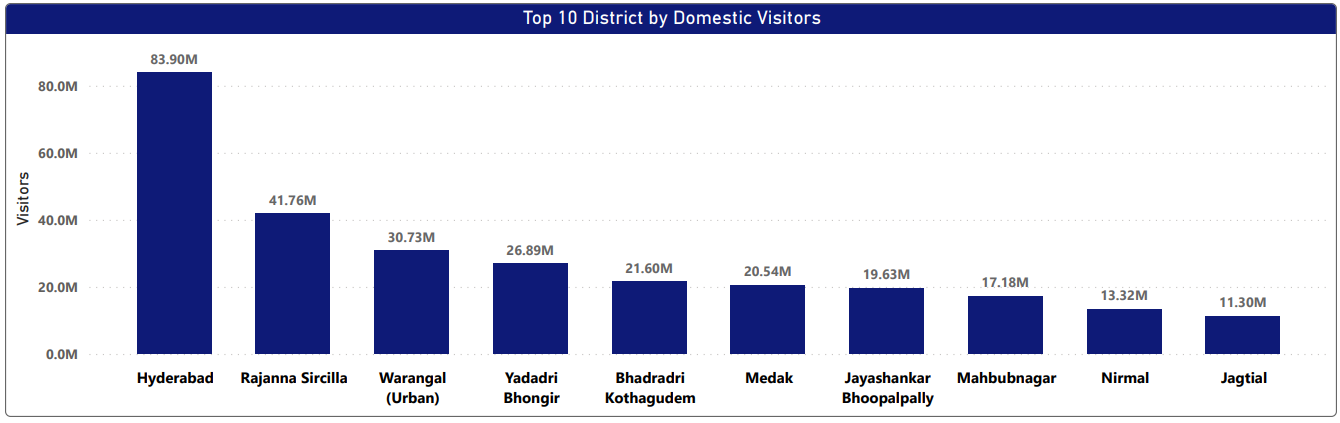 Top 10 District by Domestic Visitors
83.90M
80.0M
60.0M
41.76M
40.0M
30.73M
26.89M
21.60M
20.54M
19.63M
17.18M
13.32M
11.30M
20.0M
0.0M
Visitors
Hyderabad
Rajanna Sircilla
Warangal
(Urban)
Yadadri
Bhongir
Bhadradri
Kothagudem
Medak
Jayashankar
Bhoopalpally
Mahbubnagar
Nirmal
Jagtial